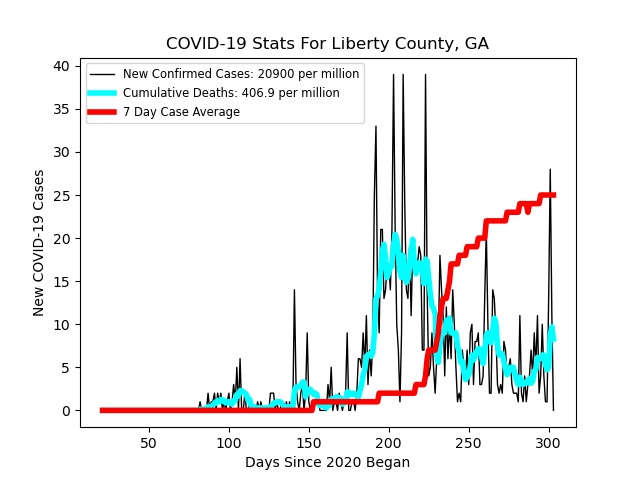 COVID-19 Stats For Liberty County, GA
New Confirmed Cases: 20900 per million
Cumulative Deaths: 406.9 per million
7 Day Case Average
New COVID-19 Cases
40
35
30
25
20
15
10
5
0
50 100 150 200 250 300
Days Since 2020 Began